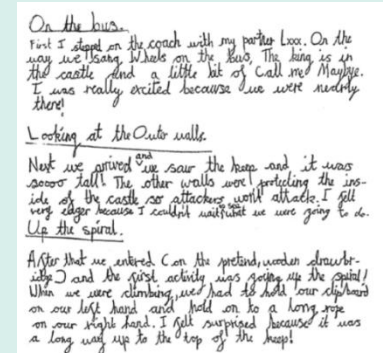 On the bus.
First I stepped on the coach with my partner Lxxx. On the
way we sang Wheels on the Bus, The king is in
the castle and a little bit of Call me Maybye.
I was really excited because we were nearly
there!
Looking at the Outer walls.
Next we arrived and we saw the keep and it was
soooo tall! The other walls were protecting the ins-
ide of the castle so attackers won't attack. I felt
very eager because I couldn't wait what we were going to do.
Up the spiral.
After that we entered (on the pretend, wooden drawbr-
idge) and the first activity was going up the spiral!
When we were climbing, we had to hold our clipboard
on our left hand and hold on to a long rope
on our right hand. I felt surprised because it was
a long way up to the top of the keep!